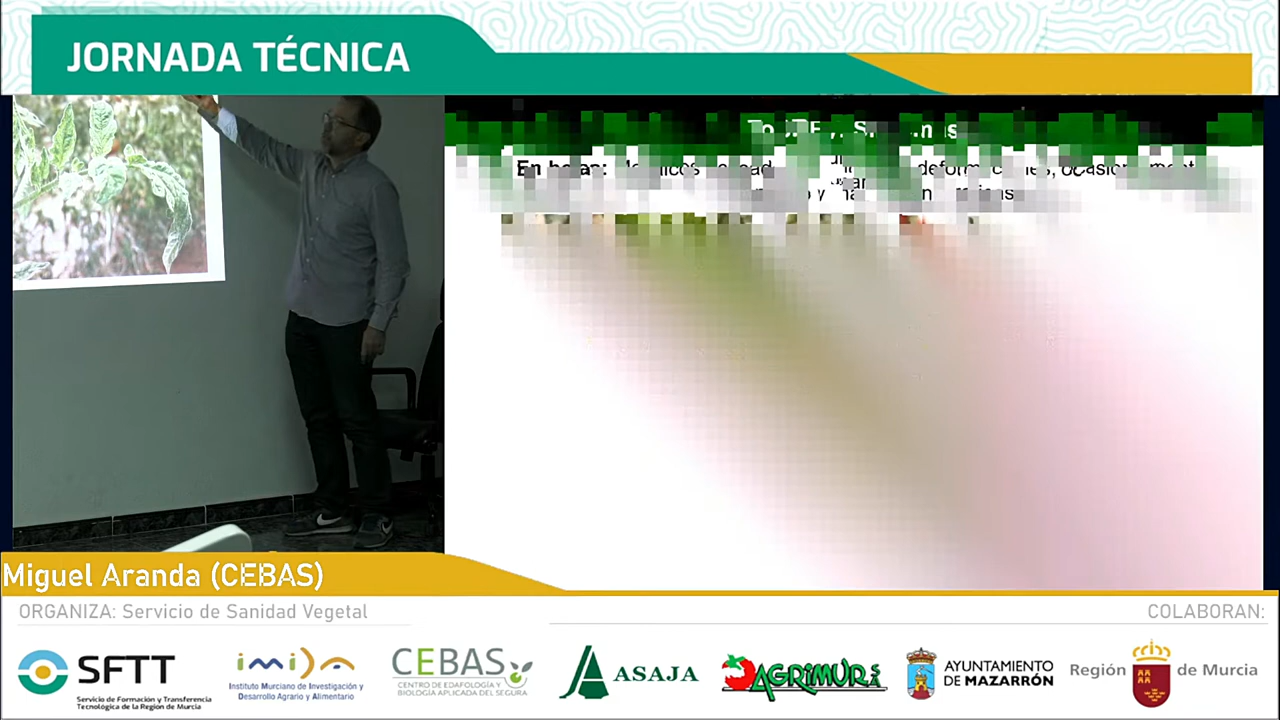 JORNADA TÉCNICA
En
Miguel Aranda (CEBAS)
ORGANIZA: Servicio de Sanidad Vegetal
COLABORAN:
SFTT
Servicio de Formación y Transferencia
Tecnológica de la Región de Murcia
imida
Instituto Murciano de Investigación y
Desarrollo Agrario y Alimentario
CEBAS
CENTRO DE EDAFOLOGÍA Y
BIOLOGÍA APLICADA DEL SEGURA
ASAJA
AGRIMUR
AYUNTAMIENTO
DE MAZARRÓN
Región de Murcia